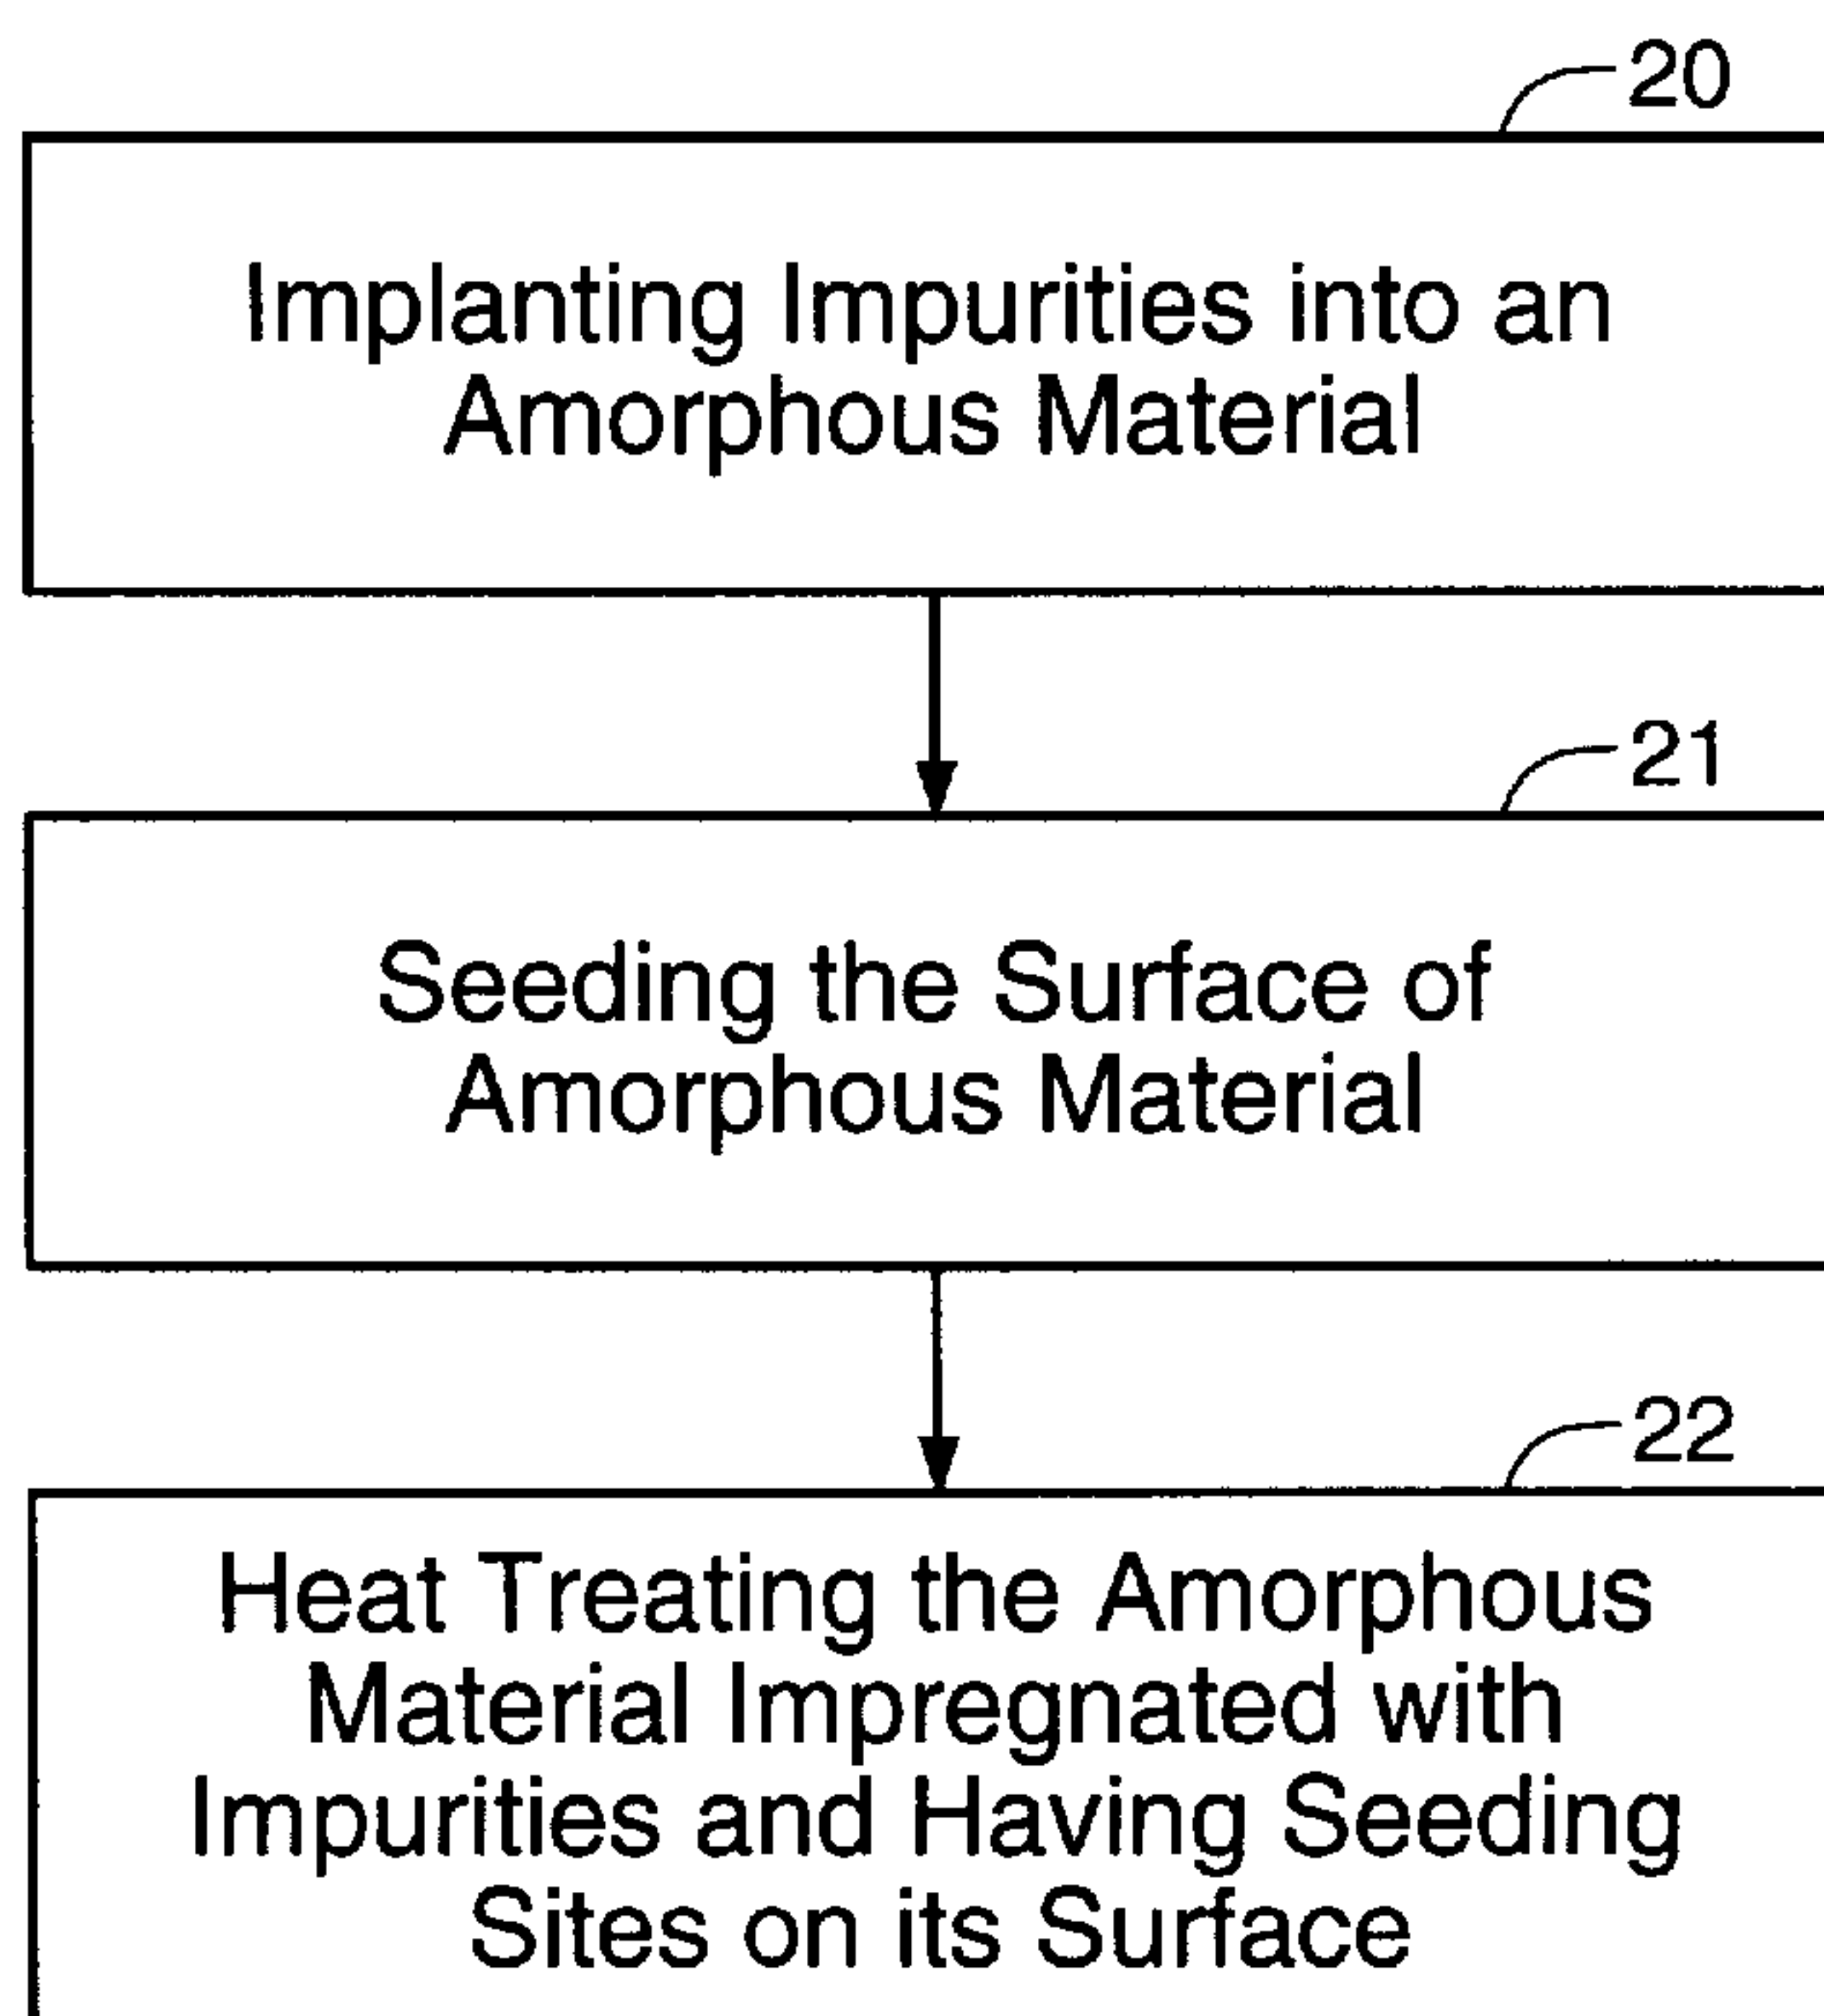 20
Implanting Impurities into an
Amorphous Material
21
Seeding the Surface of
Amorphous Material
22
Heat Treating the Amorphous
Material Impregnated with
Impurities and Having Seeding
Sites on its Surface